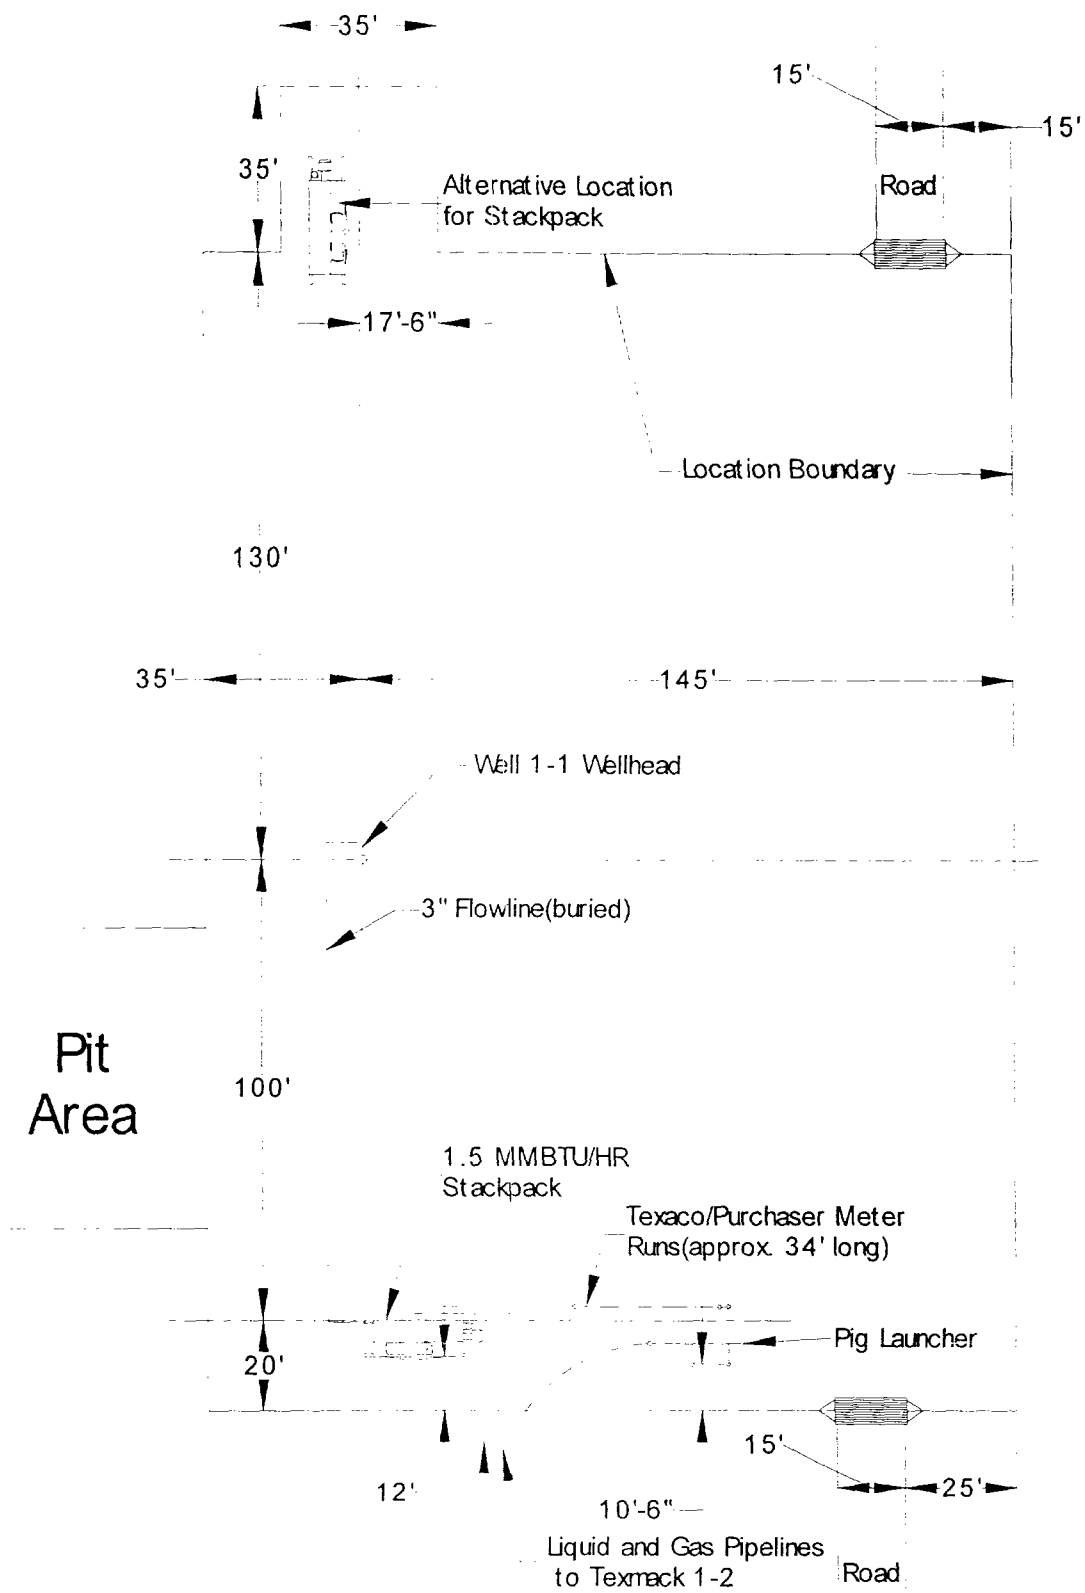 35'
15'
15'
35'
Alternative Location
for Stackpack
Road
17'-6"
Location Boundary
130'
35'
145'
Well 1-1 Wellhead
3" Flowline(buried)
Pit
Area
100'
1.5 MMBTU/HR
Stackpack
Texaco/Purchaser Meter
Runs(approx. 34' long)
Pig Launcher
20'
15'
25'
12'
10'-6"
Liquid and Gas Pipelines
to Texmack 1-2
Road